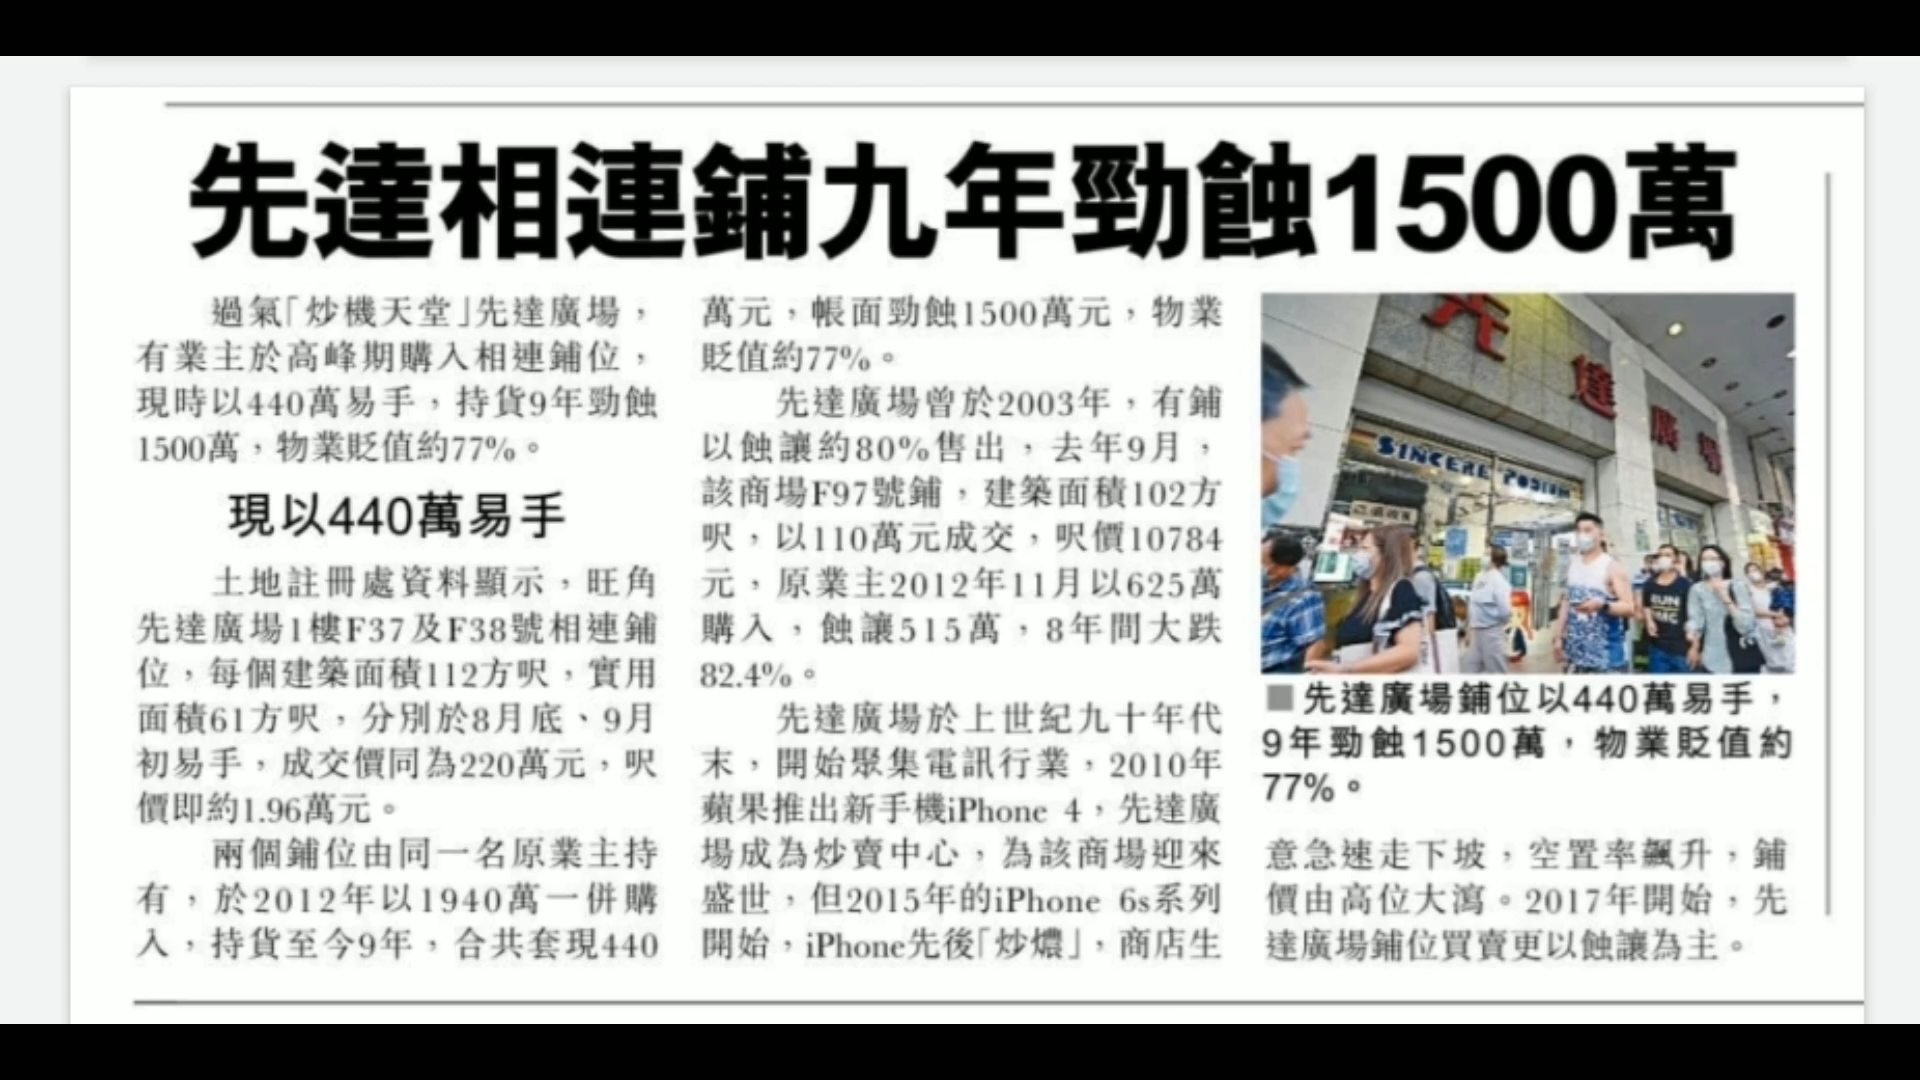 先達相連鋪九年勁蝕1500萬
過氣「炒機天堂」先達廣場，
有業主於高峰期購入相連鋪位，
現時以440萬易手，持貨9年勁蝕
1500萬，物業貶值約77%。
現以440萬易手
土地註冊處資料顯示，旺角
先達廣場1樓F37及F38號相連鋪
位，每個建築面積112方呎，實用
面積61方呎，分別於8月底、9月
初易手，成交價同為220萬元，呎
價即約1.96萬元。
兩個鋪位由同一名原業主持
有，於2012年以1940萬一併購
入，持貨至今9年，合共套現440
萬元，帳面勁蝕1500萬元，物業
貶值約77%。
先達廣場曾於2003年，有鋪
以蝕讓約80%售出，去年9月，
該商場F97號鋪，建築面積102方
呎，以110萬元成交，呎價10784
元，原業主2012年11月以625萬
購入，蝕讓515萬，8年間大跌
82.4%。
先達廣場於上世紀九十年代
末，開始聚集電訊行業，2010年
蘋果推出新手機iPhone 4，先達廣
場成為炒賣中心，為該商場迎來
盛世，但2015年的iPhone 6s系列
開始，iPhone先後「炒燶」，商店生
先達廣場
SINCERE PODIUM
RUN
■先達廣場鋪位以440萬易手，
9年勁蝕1500萬，物業貶值約
77%。
意急速走下坡，空置率飆升，鋪
價由高位大瀉。2017年開始，先
達廣場鋪位買賣更以蝕讓為主。